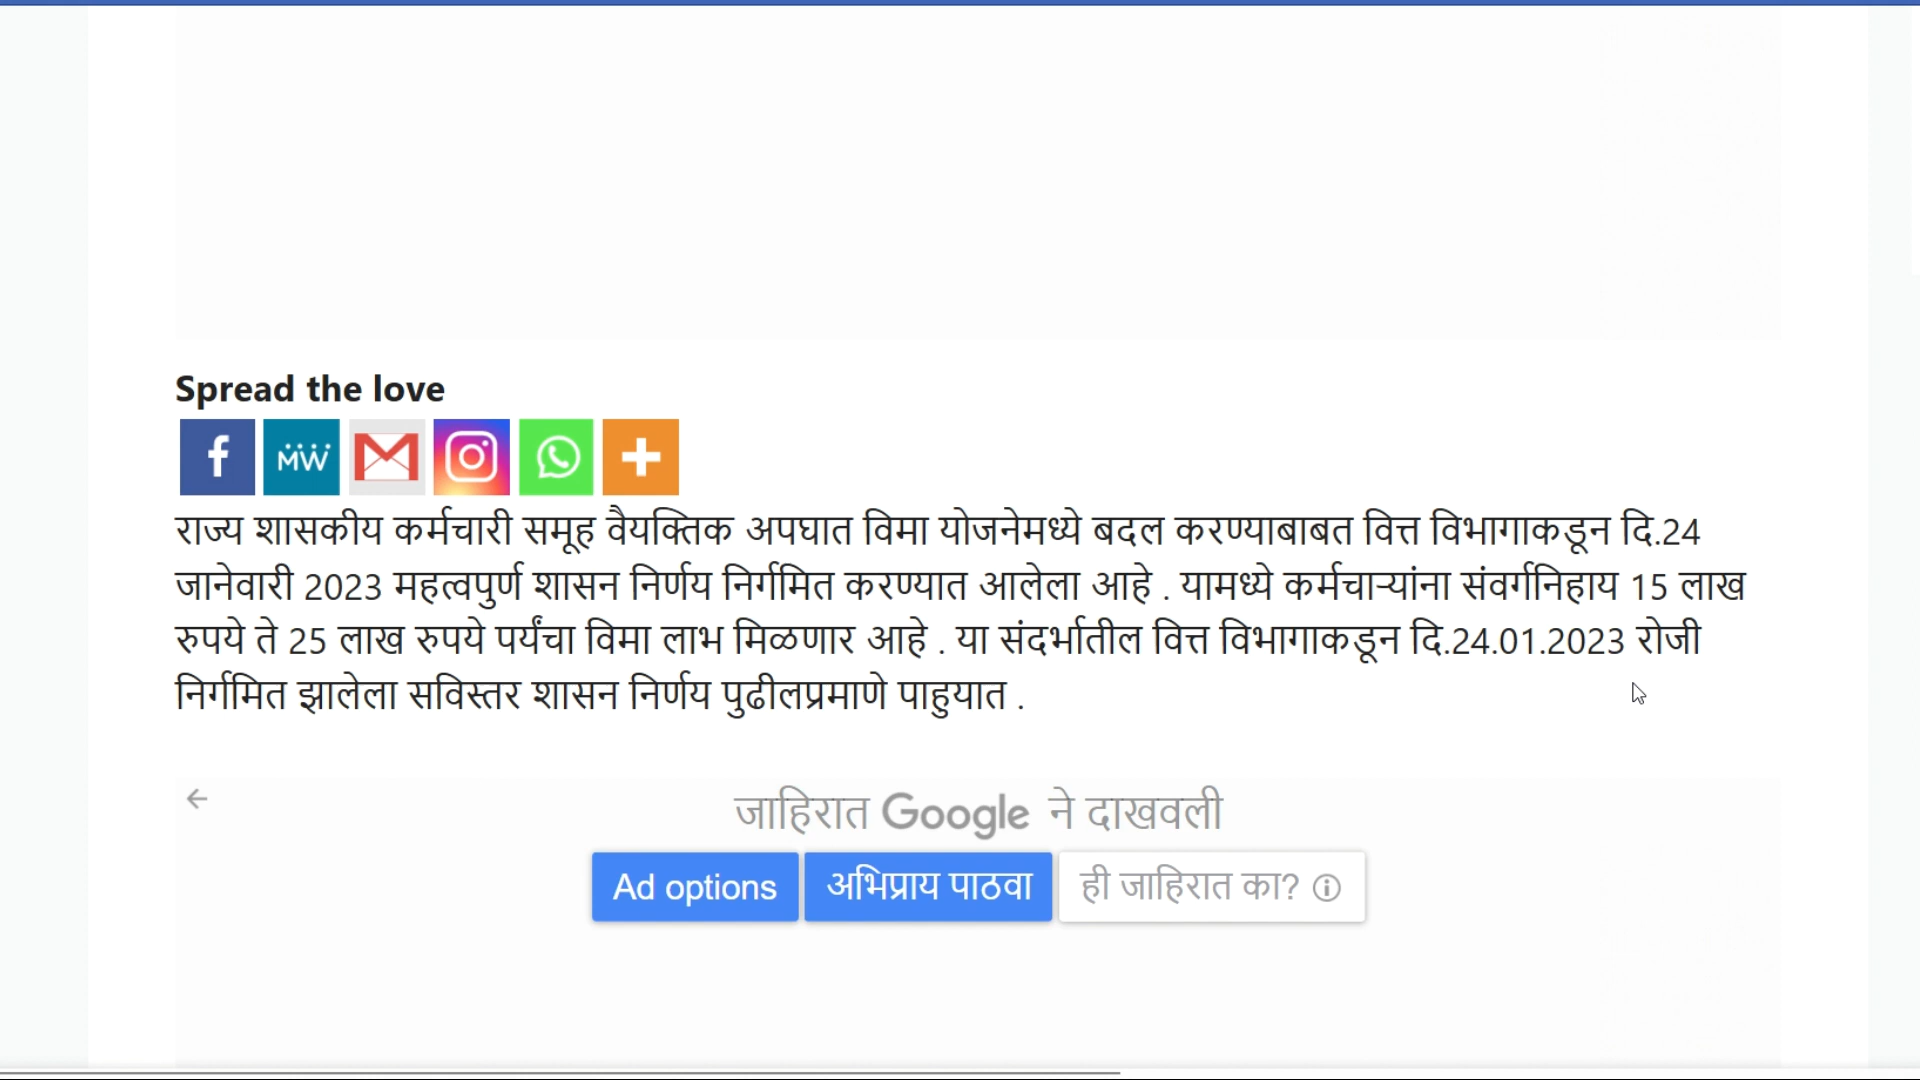 Spread the love
MW
राज्य शासकीय कर्मचारी समूह वैयक्तिक अपघात विमा योजनेमध्ये बदल करण्याबाबत वित्त विभागाकडून दि.24
जानेवारी 2023 महत्वपुर्ण शासन निर्णय निर्गमित करण्यात आलेला आहे . यामध्ये कर्मचाऱ्यांना संवर्गनिहाय 15 लाख
रुपये ते 25 लाख रुपये पर्यंचा विमा लाभ मिळणार आहे . या संदर्भातील वित्त विभागाकडून दि.24.01.2023 रोजी
निर्गमित झालेला सविस्तर शासन निर्णय पुढीलप्रमाणे पाहुयात .
जाहिरात Google ने दाखवली
Ad options अभिप्राय पाठवा ही जाहिरात का?